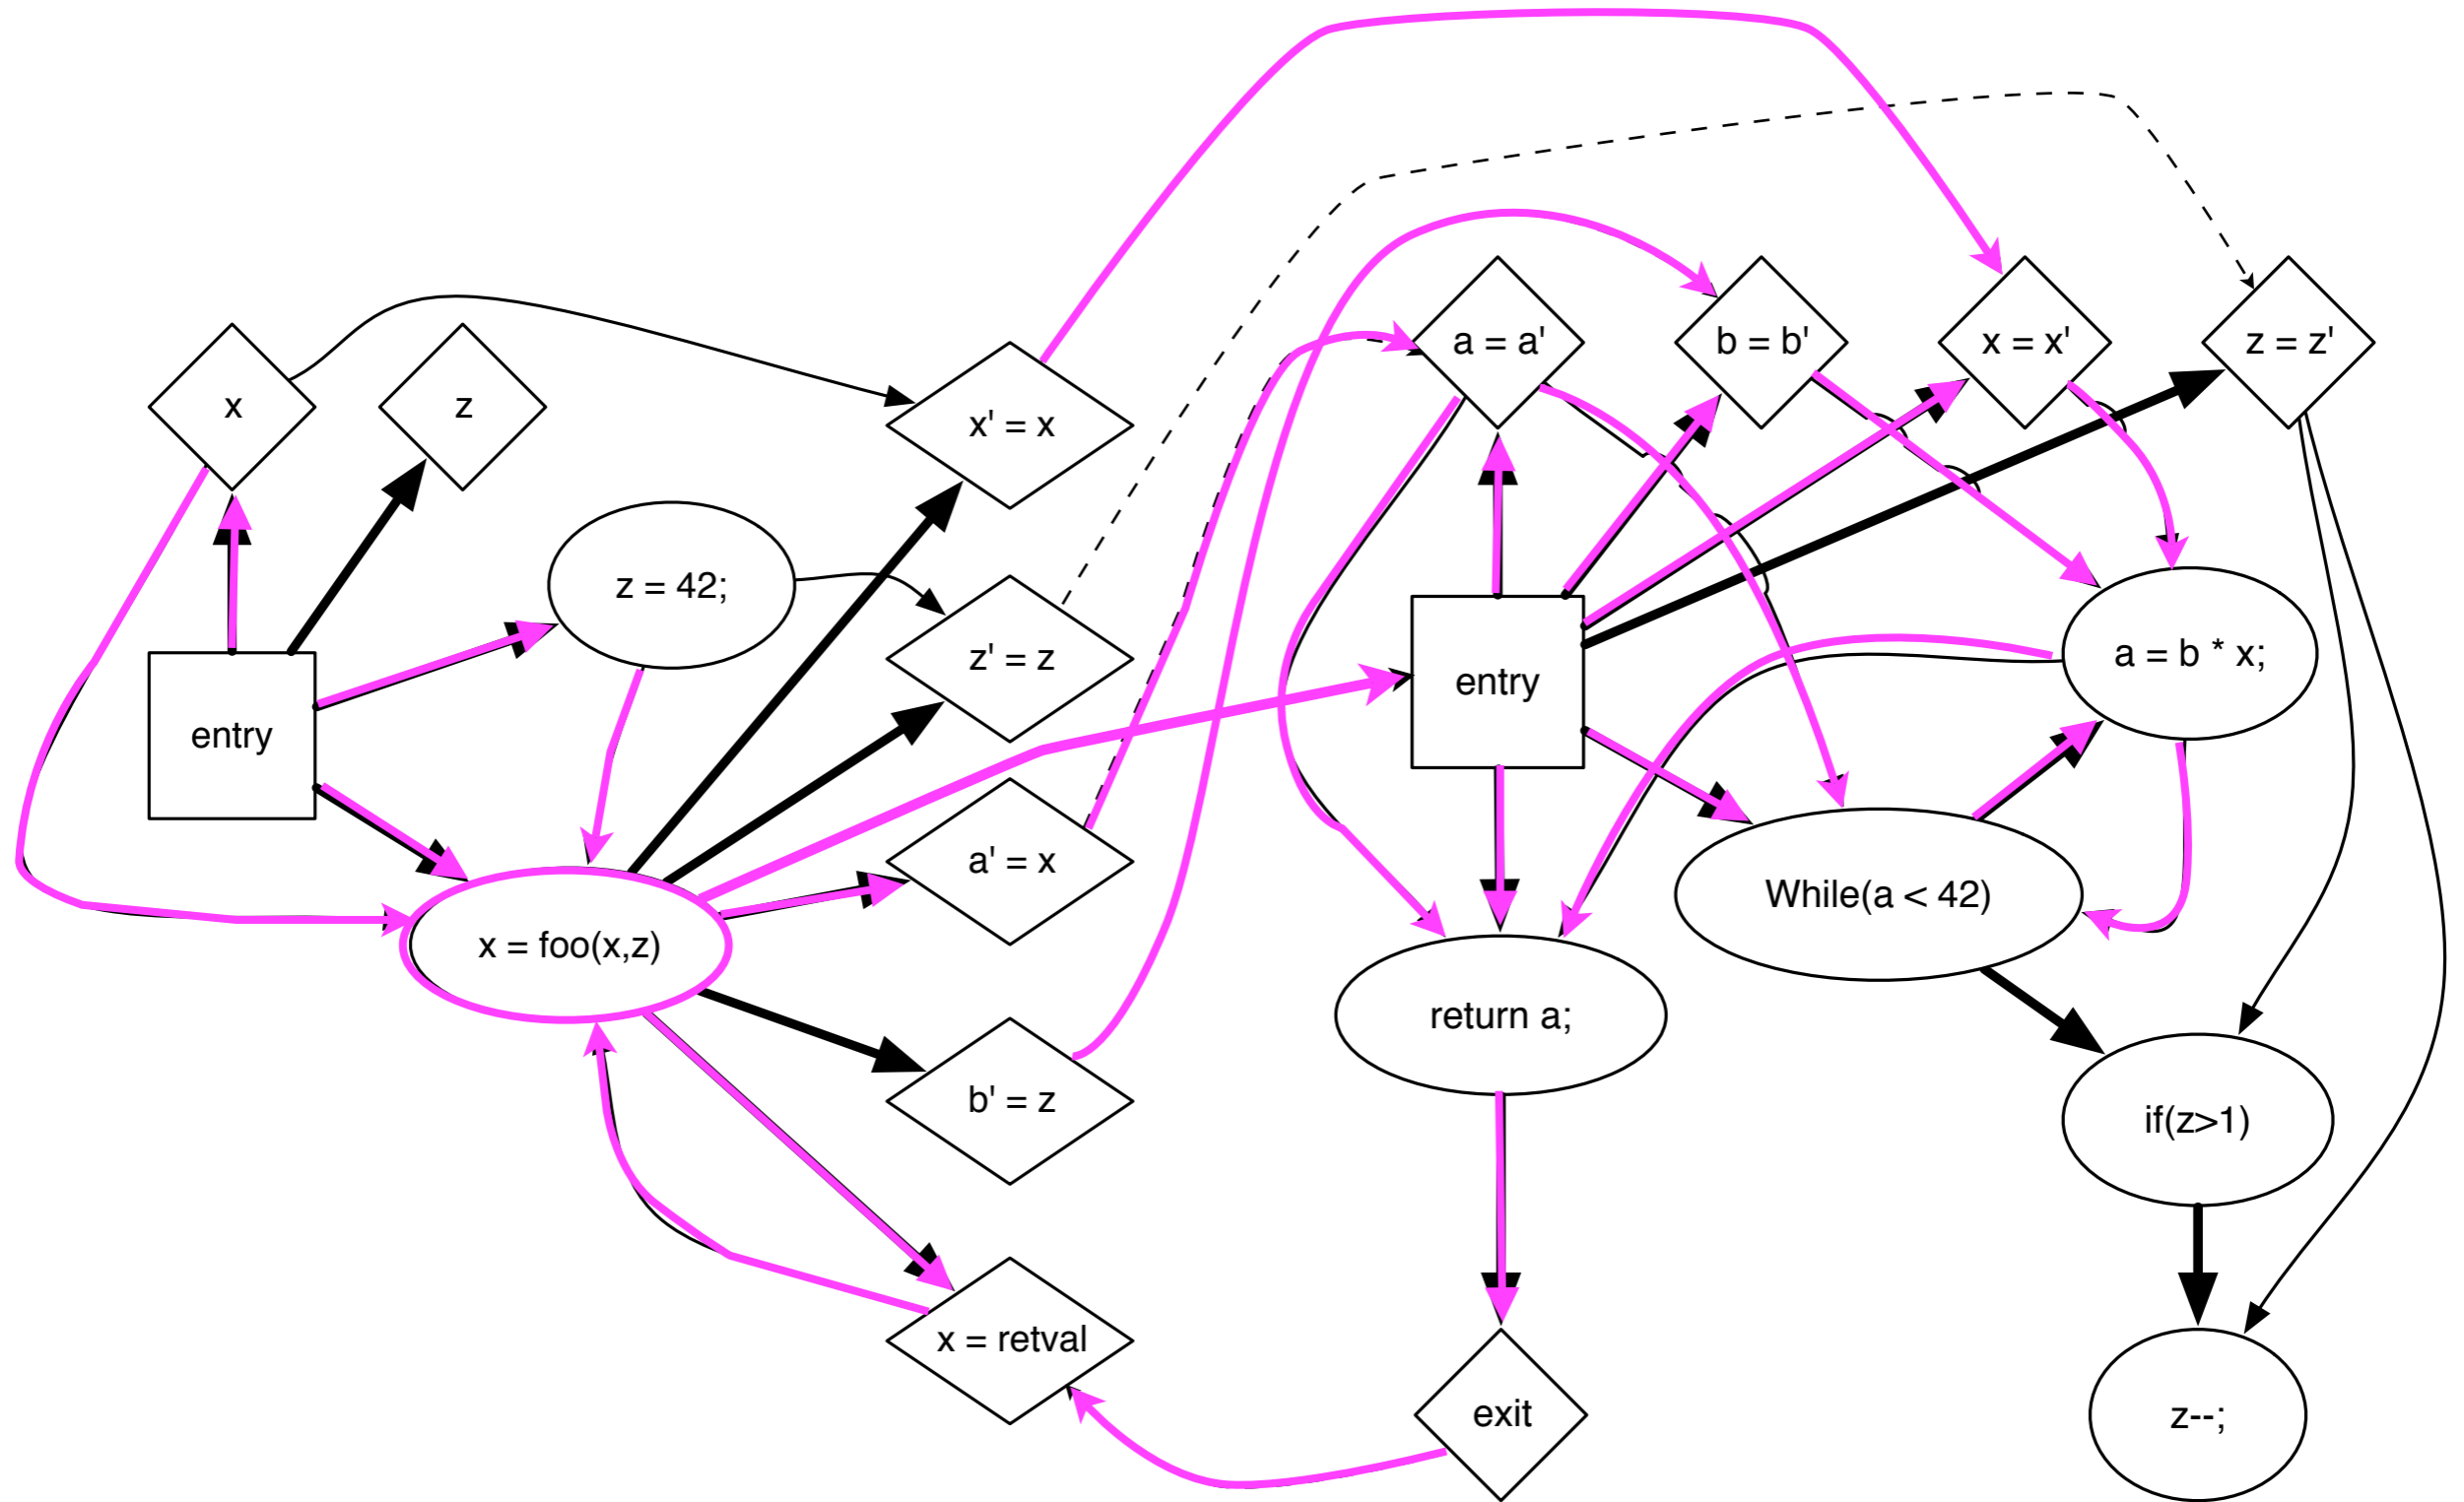 a = a'
b = b'
x = x'
z = z'
x
z
x' = x
z = 42;
z' = z
entry
a = b * x;
entry
a' = x
While(a < 42)
x = foo(x,z)
return a;
b' = z
if(z>1)
x = retval
exit
z--;